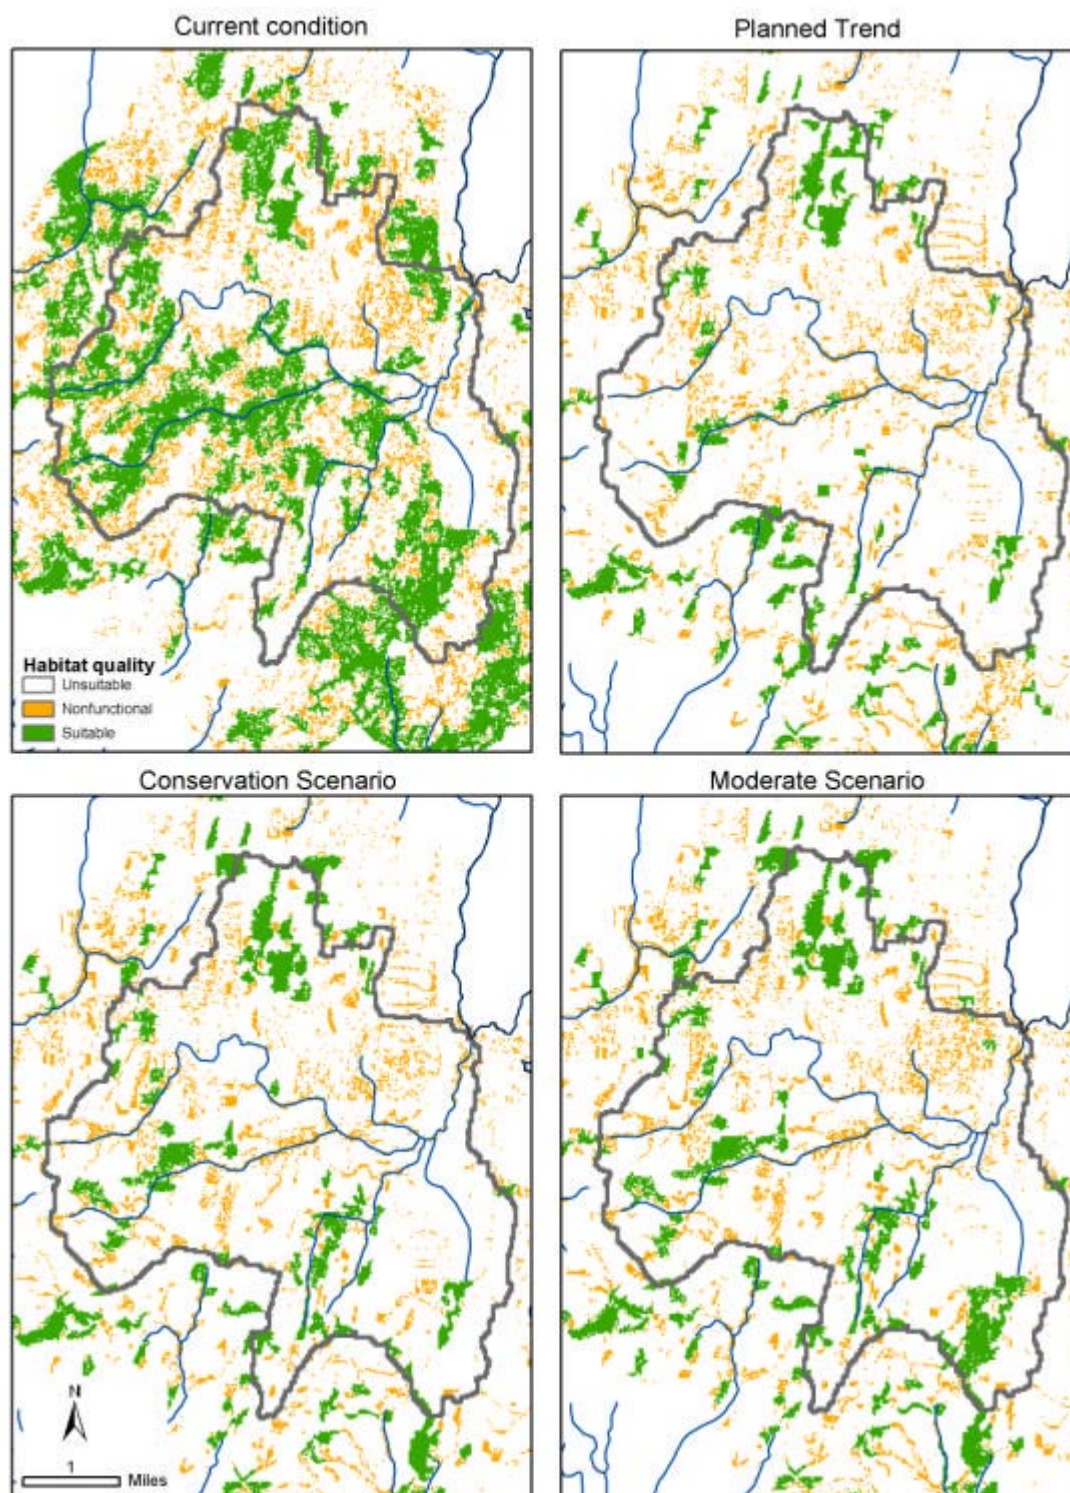 Current condition
Planned Trend
Habitat quality
Unsuitable
Nonfunctional
Suitable
Conservation Scenario
Moderate Scenario
N
1
Miles